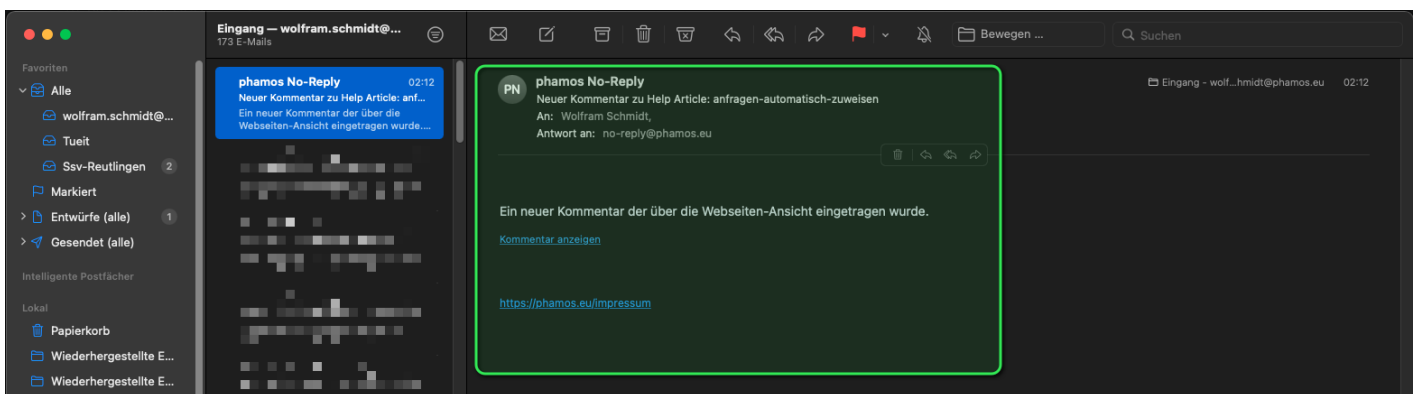 Eingang — wolfram.schmidt@...
173 E-Mails
Bewegen ...
Suchen
Favoriten
Alle
wolfram.schmidt@...
Tueit
Ssv-Reutlingen 2
Markiert
Entwürfe (alle) 1
Gesendet (alle)
Intelligente Postfächer
Lokal
Papierkorb
Wiederhergestellte E...
Wiederhergestellte E...
phamos No-Reply 02:12
Neuer Kommentar zu Help Article: anf...
Ein neuer Kommentar der über die
Webseiten-Ansicht eingetragen wurde....
PN
phamos No-Reply
Neuer Kommentar zu Help Article: anfragen-automatisch-zuweisen
An: Wolfram Schmidt,
Antwort an: no-reply@phamos.eu
Eingang - wolf...hmidt@phamos.eu 02:12
Ein neuer Kommentar der über die Webseiten-Ansicht eingetragen wurde.
Kommentar anzeigen
https://phamos.eu/impressum